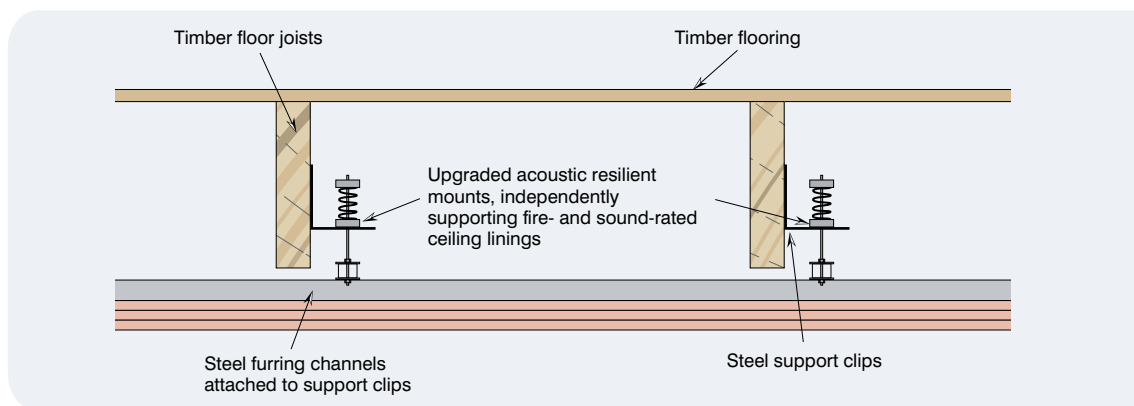 Timber floor joists
Timber flooring
Upgraded acoustic resilient
mounts, independently
supporting fire- and sound-rated
ceiling linings
Steel furring channels
attached to support clips
Steel support clips